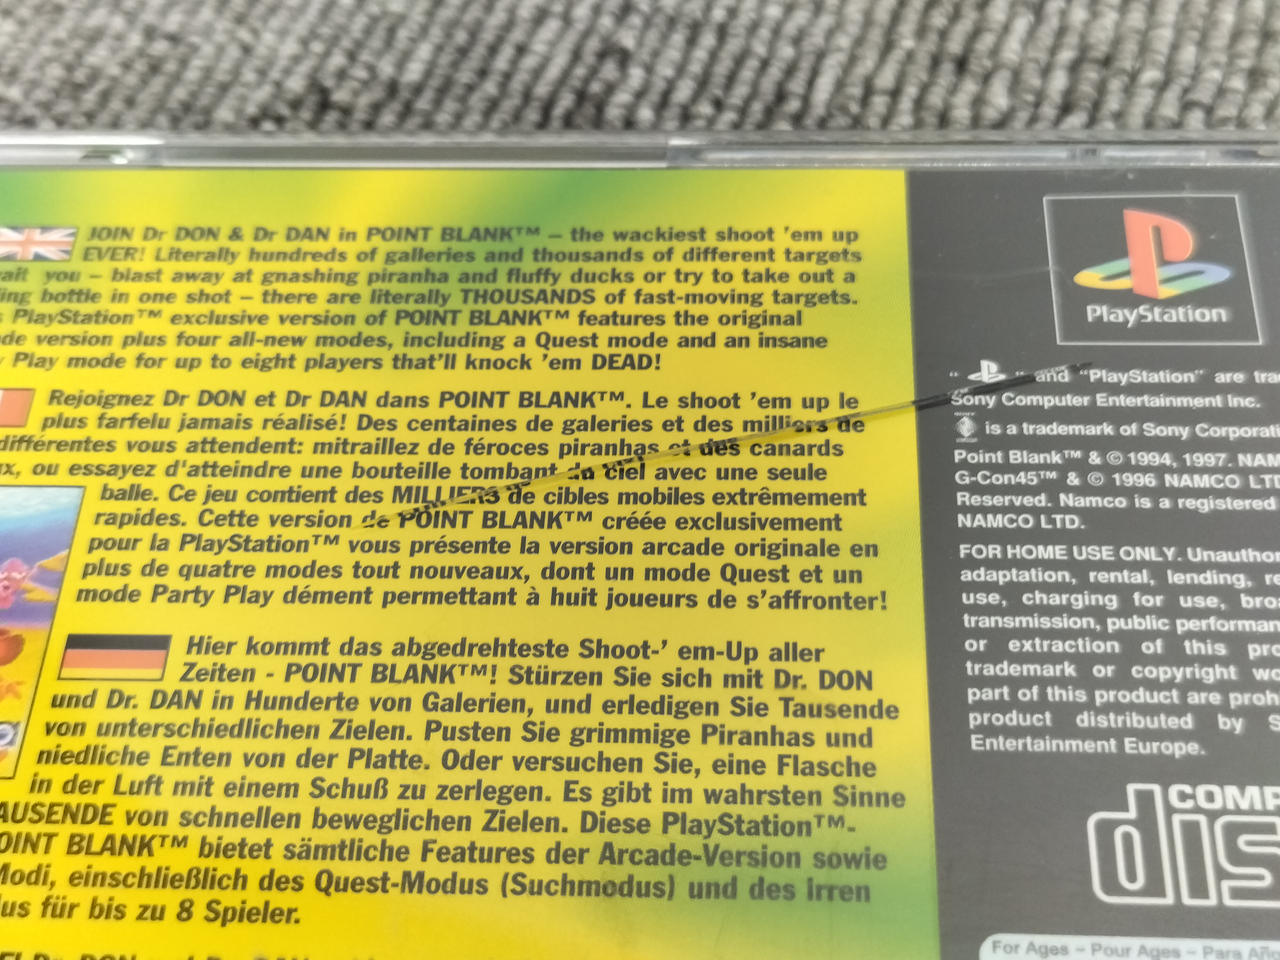 JOIN Dr DON & Dr DAN in POINT BLANK™ – the wackiest shoot 'em up
EVER! Literally hundreds of galleries and thousands of different targets
you – blast away at gnashing piranha and fluffy ducks or try to take out a
bottle in one shot – there are literally THOUSANDS of fast-moving targets.
PlayStation™ exclusive version of POINT BLANK™ features the original
version plus four all-new modes, including a Quest mode and an insane
Play mode for up to eight players that'll knock 'em DEAD!
Rejoignez Dr DON et Dr DAN dans POINT BLANK™. Le shoot 'em up le
plus farfelu jamais réalisé! Des centaines de galeries et des milliers de
différentes vous attendent: mitraillez de féroces piranhas et des canards
ou essayez d'atteindre une bouteille tombant du ciel avec une seule
balle. Ce jeu contient des MILLIERS de cibles mobiles extrêmement
rapides. Cette version de POINT BLANK™ créée exclusivement
pour la PlayStation™ vous présente la version arcade originale en
plus de quatre modes tout nouveaux, dont un mode Quest et un
mode Party Play dément permettant à huit joueurs de s'affronter!
Hier kommt das abgedrehteste Shoot-' em-Up aller
Zeiten - POINT BLANK™! Stürzen Sie sich mit Dr. DON
und Dr. DAN in Hunderte von Galerien, und erledigen Sie Tausende
von unterschiedlichen Zielen. Pusten Sie grimmige Piranhas und
niedliche Enten von der Platte. Oder versuchen Sie, eine Flasche
in der Luft mit einem Schuß zu zerlegen. Es gibt im wahrsten Sinne
AUSENDE von schnellen beweglichen Zielen. Diese PlayStation™-
OINT BLANK™ bietet sämtliche Features der Arcade-Version sowie
Modi, einschließlich des Quest-Modus (Suchmodus) und des irren
für bis zu 8 Spieler.
PlayStation
" " and "PlayStation" are
Sony Computer Entertainment Inc.
is a trademark of Sony
Point Blank™ & © 1994, 1997.
G-Con45™ & © 1996 NAMCO LTD
Reserved. Namco is a registered
NAMCO LTD.
FOR HOME USE ONLY.
adaptation, rental, lending,
use, charging for use,
transmission, public
or extraction of this
trademark or copyright
part of this product are
product distributed by
Entertainment Europe.
COMP
dis
For Ages – Pour Ages – Para